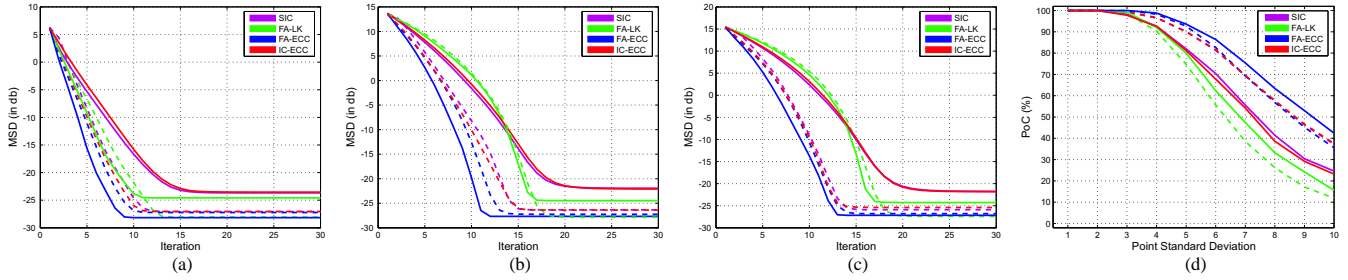 10
5
0
-5
-10
-15
-20
-25
-30
MSD (in db)
0 5 10 15 20 25 30
Iteration
SIC
FA-LK
FA-ECC
IC-ECC
(a)
15
10
5
0
-5
-10
-15
-20
-25
-30
MSD (in db)
0 5 10 15 20 25 30
Iteration
SIC
FA-LK
FA-ECC
IC-ECC
(b)
20
15
10
5
0
-5
-10
-15
-20
-25
-30
MSD (in db)
0 5 10 15 20 25 30
Iteration
SIC
FA-LK
FA-ECC
IC-ECC
(c)
100
90
80
70
60
50
40
30
20
10
0
PoC (%)
1 2 3 4 5 6 7 8 9 10
Point Standard Deviation
SIC
FA-LK
FA-ECC
IC-ECC
(d)